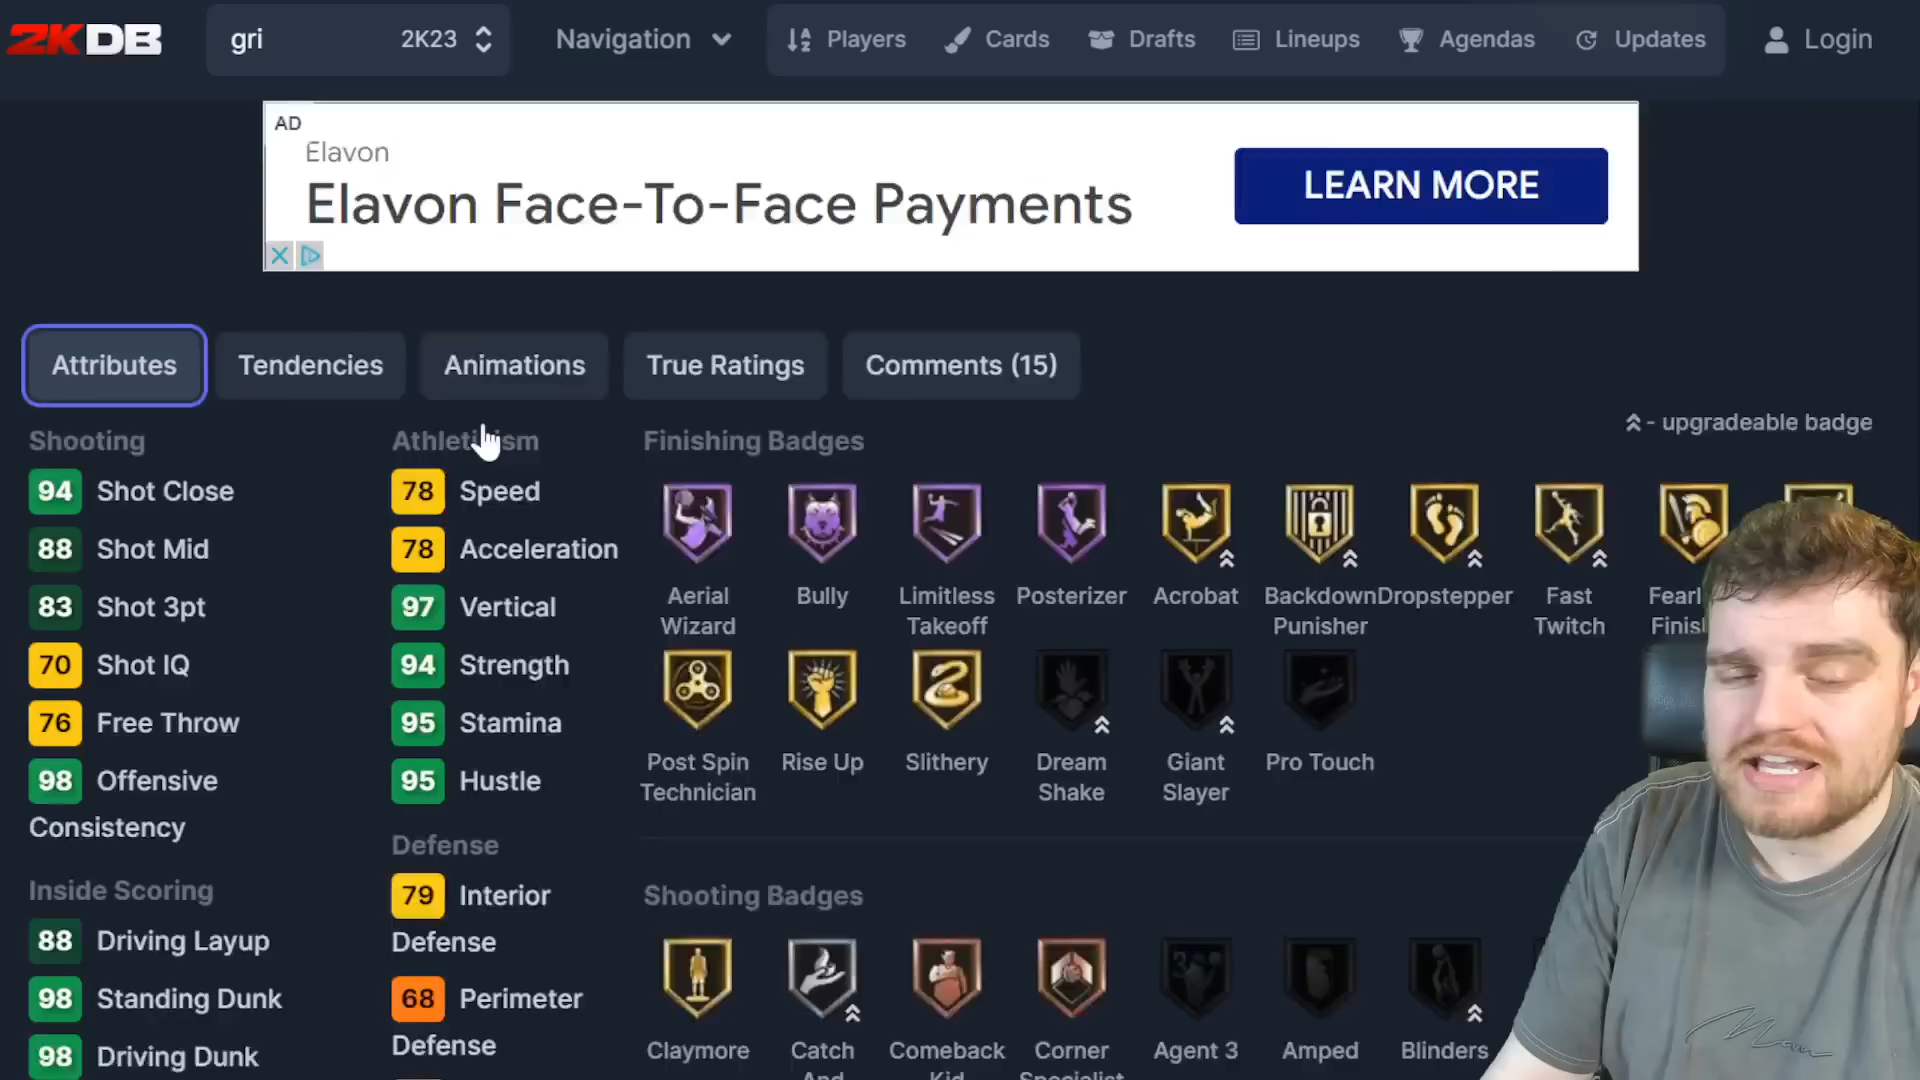 2KDB
gri
2K23
Navigation
Players
Cards
Drafts
Lineups
Agendas
Updates
Login
AD
Elavon
Elavon Face-To-Face Payments
LEARN MORE
Attributes
Tendencies
Animations
True Ratings
Comments (15)
- upgradeable badge
Shooting
94 Shot Close
88 Shot Mid
83 Shot 3pt
70 Shot IQ
76 Free Throw
98 Offensive
Consistency
Inside Scoring
88 Driving Layup
98 Standing Dunk
98 Driving Dunk
Athleticism
78 Speed
78 Acceleration
97 Vertical
94 Strength
95 Stamina
95 Hustle
Defense
79 Interior
Defense
68 Perimeter
Defense
Finishing Badges
Aerial
Wizard
Bully
Limitless
Takeoff
Posterizer
Acrobat
Backdown
Punisher
Dropstepper
Fast
Twitch
Post Spin
Technician
Rise Up
Slithery
Dream
Shake
Giant
Slayer
Pro Touch
Shooting Badges
Claymore
Catch
And
Comeback
Kid
Corner
Specialist
Agent 3
Amped
Blinders